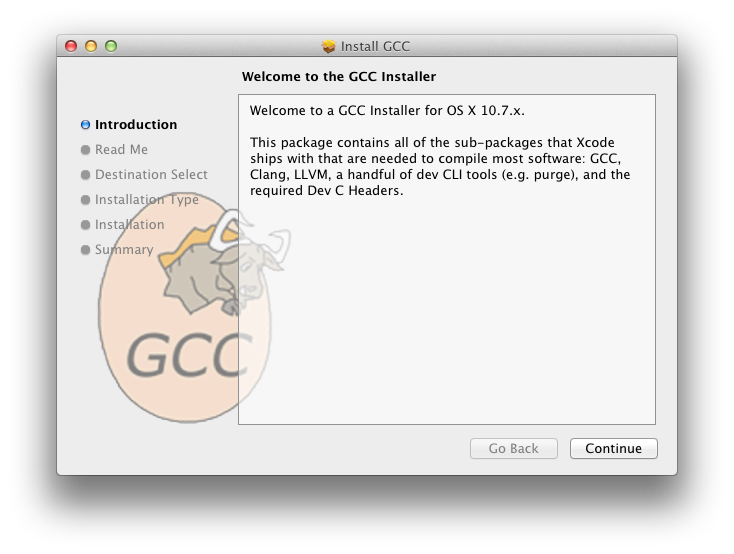 Install GCC
Welcome to the GCC Installer
Introduction
Read Me
Destination Select
Installation Type
Installation
Summary
Welcome to a GCC Installer for OS X 10.7.x.
This package contains all of the sub-packages that Xcode
ships with that are needed to compile most software: GCC,
Clang, LLVM, a handful of dev CLI tools (e.g. purge), and the
required Dev C Headers.
GCC
Go Back
Continue